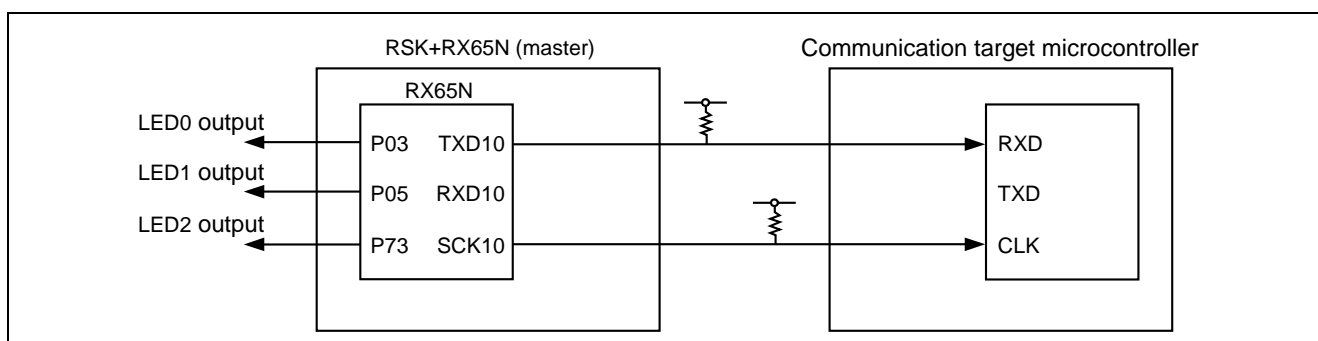 RSK+RX65N (master)
Communication target microcontroller
RX65N
LED0 output
P03 TXD10
RXD
LED1 output
P05 RXD10
TXD
LED2 output
P73 SCK10
CLK